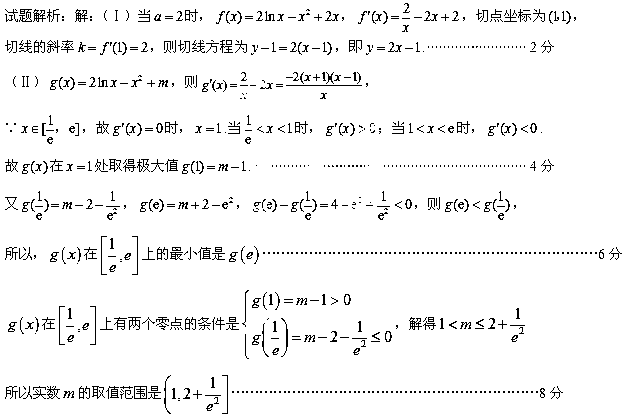 试题解析：解：(Ⅰ)当 a=2时， f(x)=2ln x−x²+2x， f′(x)=2/x−2x+2，切点坐标为(1,1)，
切线的斜率 k=f′(1)=2，则切线方程为 y−1=2(x−1)，即 y=2x−1.························ 2 分
(Ⅱ) g(x)=2ln x−x²+m，则 g′(x)=2/x−2x=−2(x+1)(x−1)/x，
∵ x∈[1/e，e]，故 g′(x)=0时， x=1.当 1/e<x<1时， g′(x)>0；当 1<x<e时， g′(x)<0.
故 g(x)在 x=1处取得极大值 g(1)=m−1.························ 4 分
又 g(1/e)=m−2−1/e²， g(e)=m+2−e²， g(e)−g(1/e)=4−e²+1/e²<0，则 g(e)<g(1/e)，
所以， g(x)在[1/e,e]上的最小值是 g(e)························6 分
g(x)在[1/e,e]上有两个零点的条件是{g(1)=m−1>0
g(1/e)=m−2−1/e²≤0，解得1<m≤2+1/e²
所以实数 m 的取值范围是(1,2+1/e²]························8 分